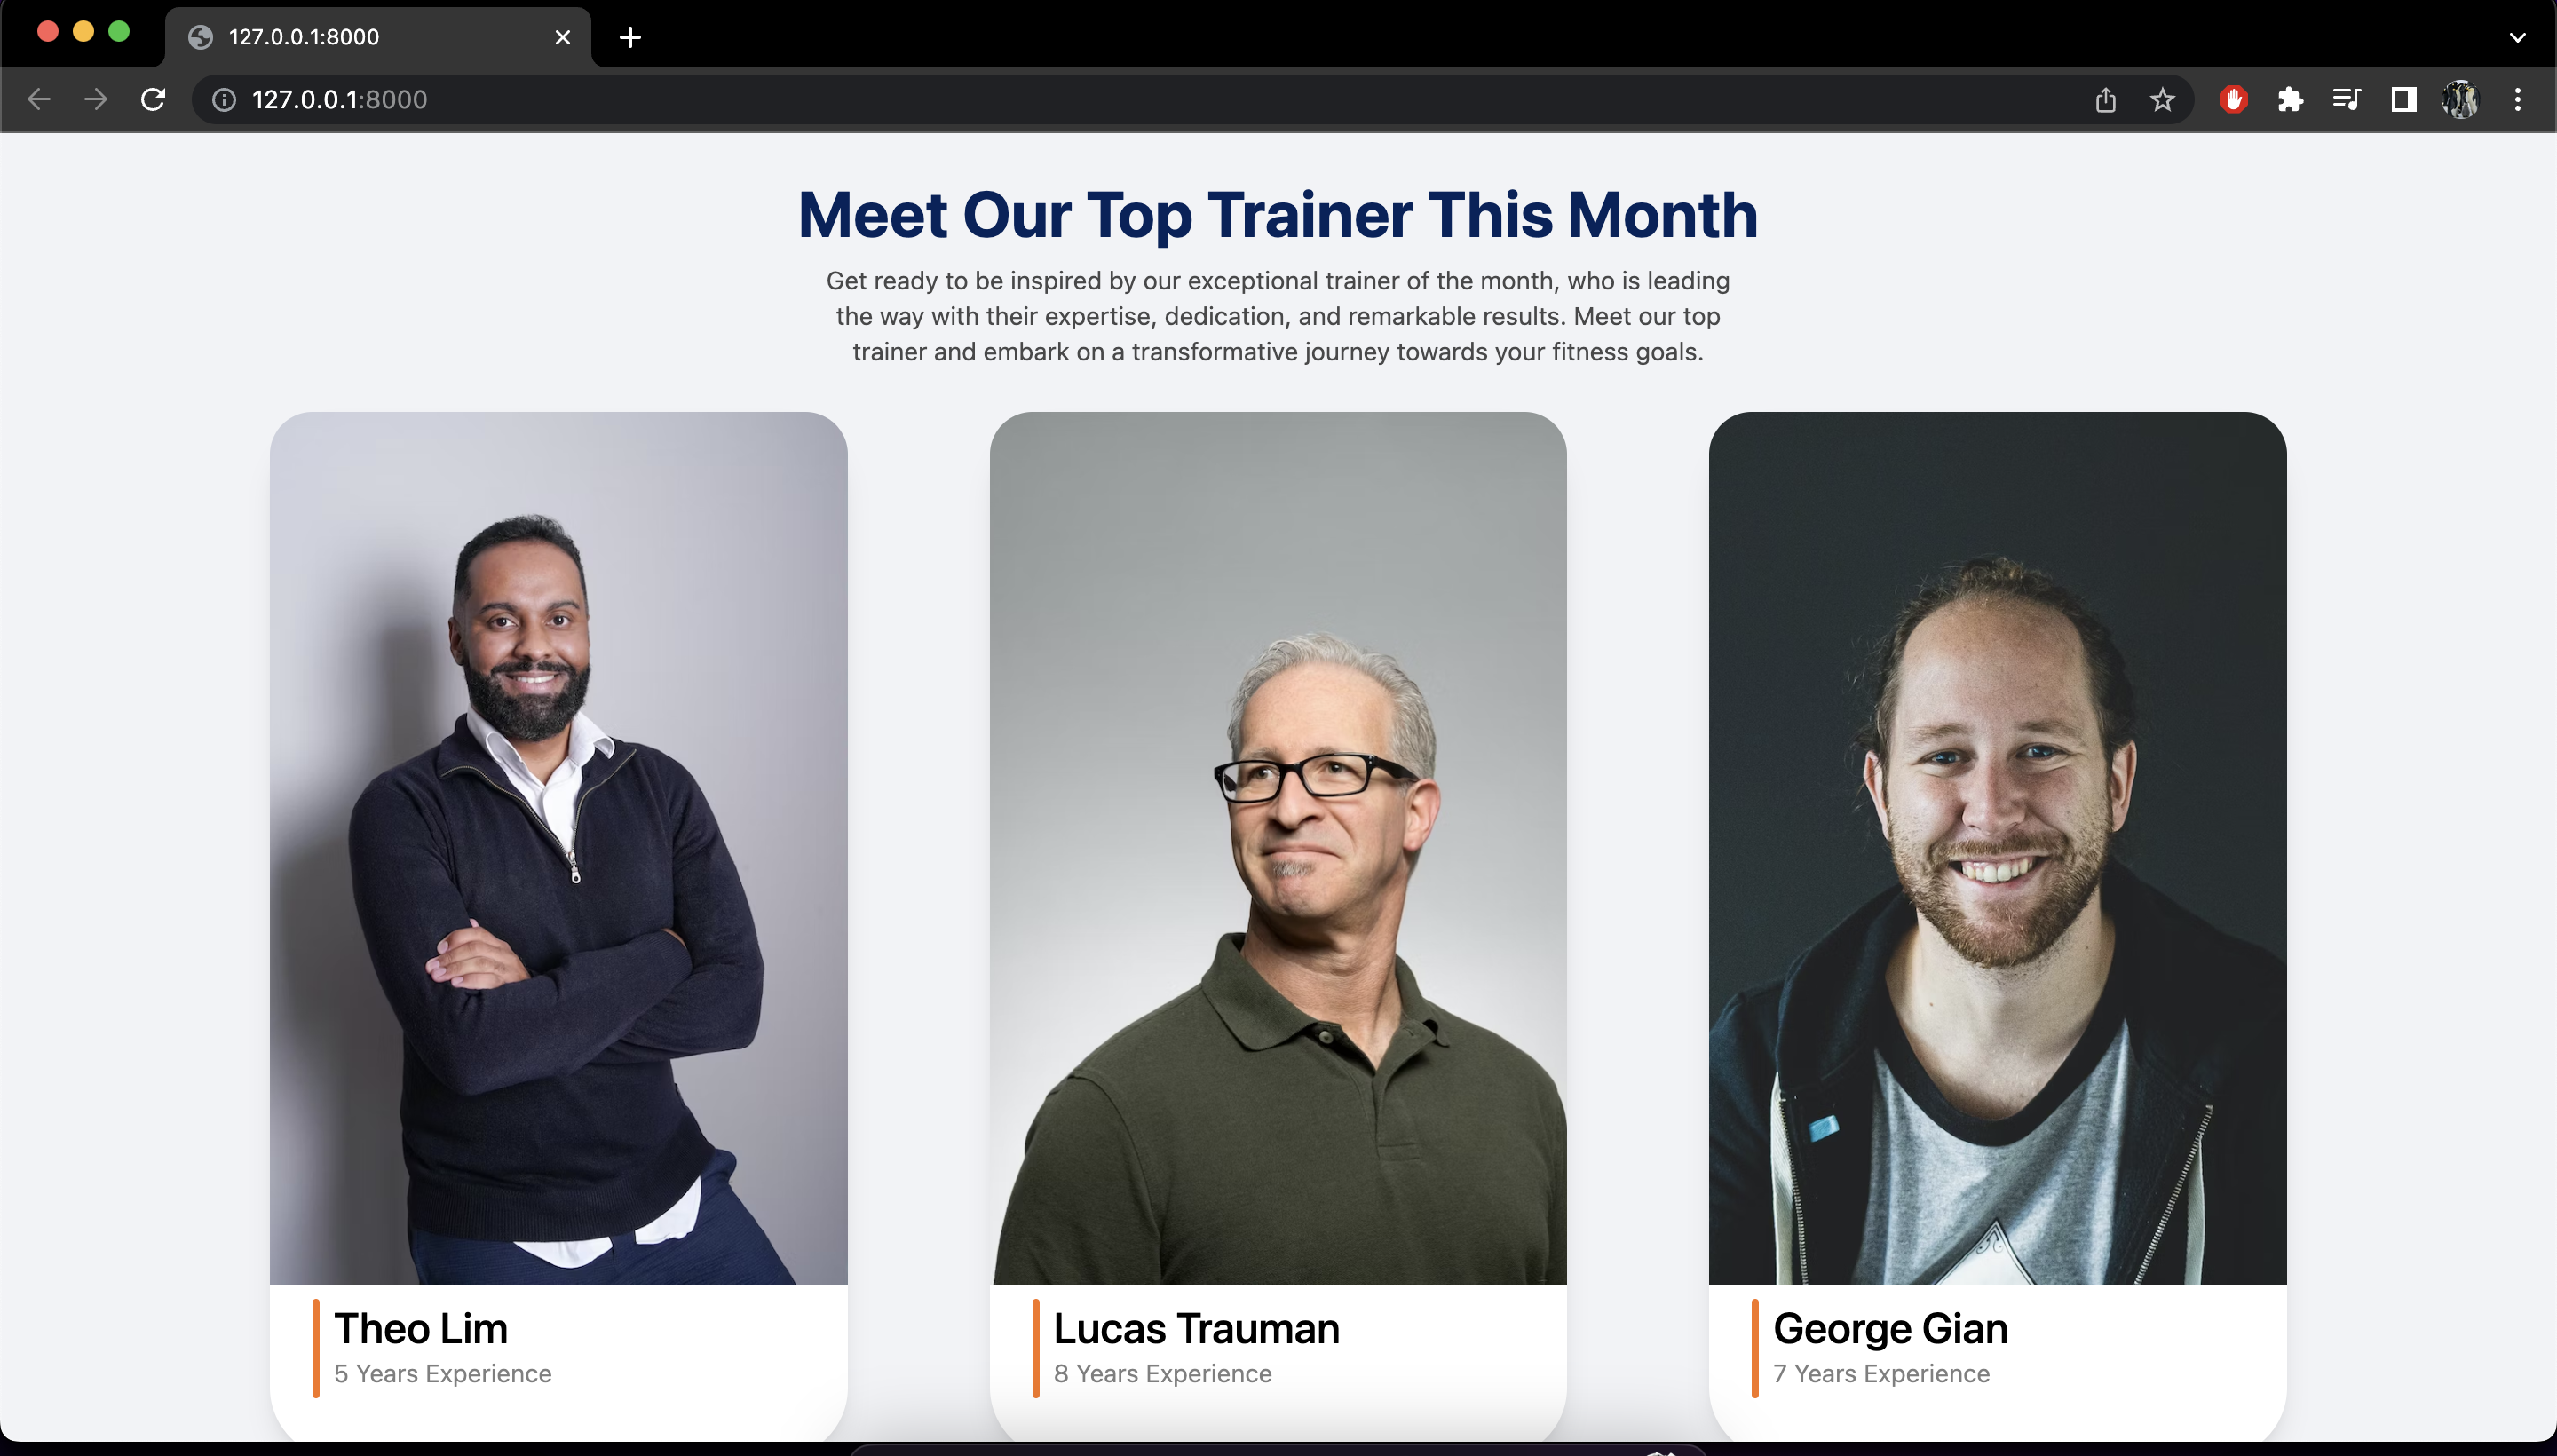 127.0.0.1:8000
127.0.0.1:8000
Meet Our Top Trainer This Month
Get ready to be inspired by our exceptional trainer of the month, who is leading
the way with their expertise, dedication, and remarkable results. Meet our top
trainer and embark on a transformative journey towards your fitness goals.
Theo Lim
5 Years Experience
Lucas Trauman
8 Years Experience
George Gian
7 Years Experience